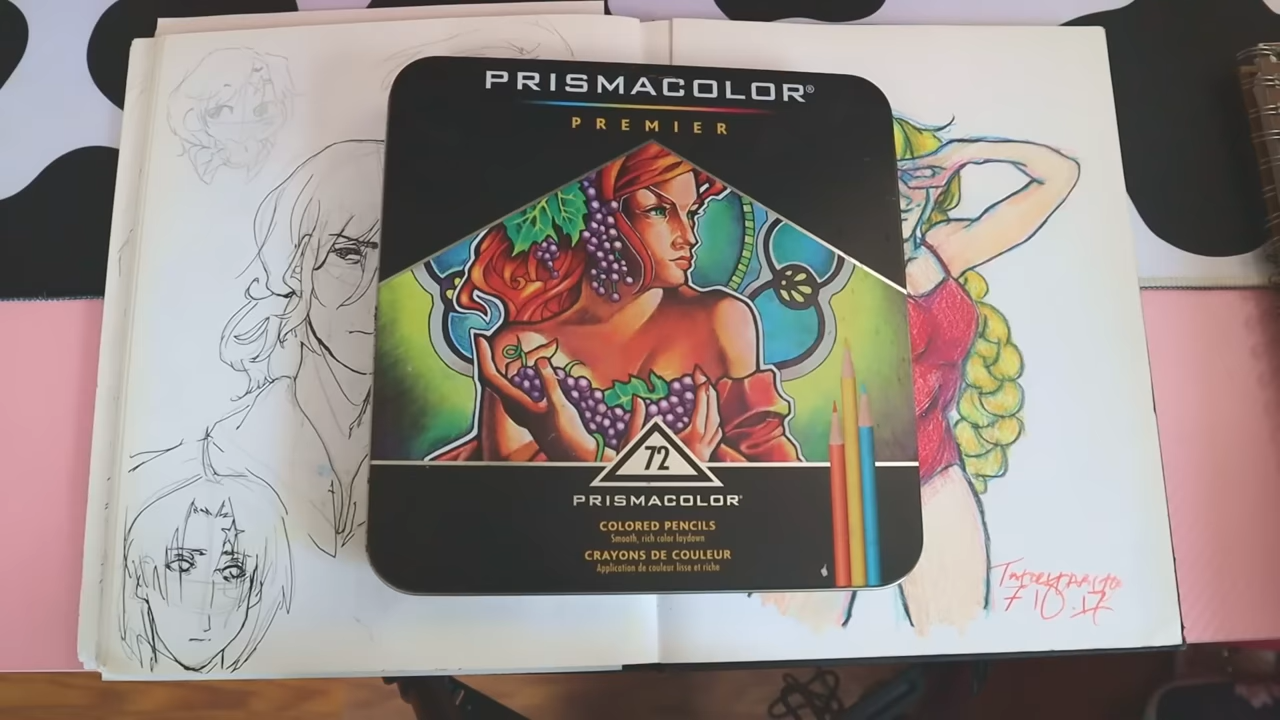 PRISMACOLOR®
PREMIER
72
PRISMACOLOR®
COLORED PENCILS
Smooth, rich color laydown
CRAYONS DE COULEUR
Application de couleur lisse et riche
7 10.17